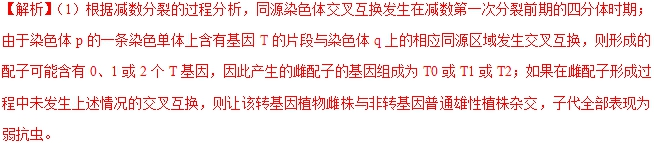 【解析】（1）根据减数分裂的过程分析，同源染色体交叉互换发生在减数第一次分裂前期的四分体时期；
由于染色体 p 的一条染色单体上含有基因 T 的片段与染色体 q 上的相应同源区域发生交叉互换，则形成的
配子可能含有 0、1 或 2 个 T 基因，因此产生的雌配子的基因组成为 T0 或 T1 或 T2；如果在雌配子形成过
程中未发生上述情况的交叉互换，则让该转基因植物雌株与非转基因普通雄性植株杂交，子代全部表现为
弱抗虫。